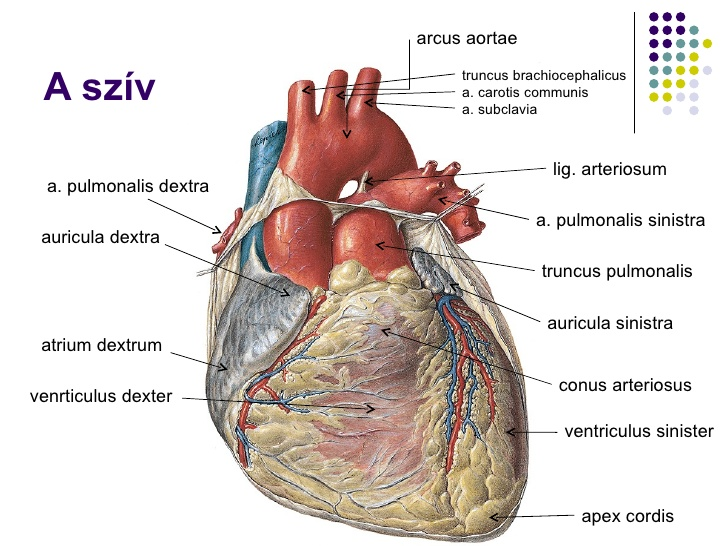 A szív
arcus aortae
truncus brachiocephalicus
a. carotis communis
a. subclavia
lig. arteriosum
a. pulmonalis dextra
a. pulmonalis sinistra
auricula dextra
truncus pulmonalis
auricula sinistra
atrium dextrum
conus arteriosus
venrticulus dexter
ventriculus sinister
apex cordis